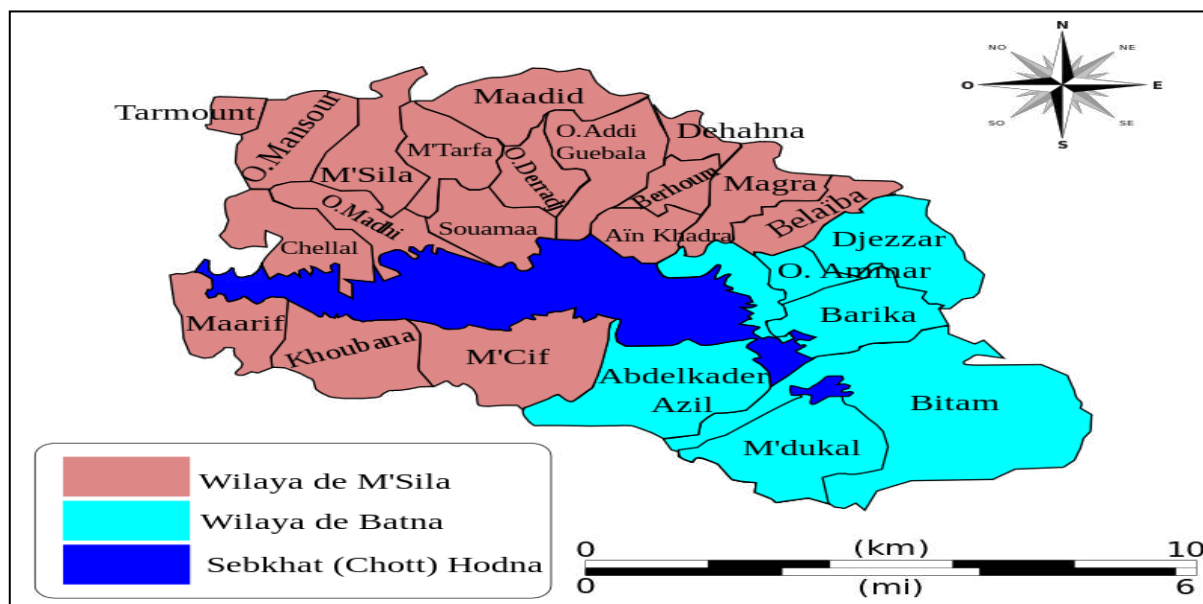 N
NO
NE
O
E
SO
SE
S
Tarmount
O.Mansour
Maadid
M'Sila
M'Tarfa
O.Derradj
O.Addi
Guebala
Dehahna
Berhoum
Magra
Belaïba
O.Madhi
Souamaa
Aïn Khadra
Chellal
Djezzar
O. Ammar
Barika
Maarif
Khoubana
M'Cif
Abdelkader
Azil
Bitam
M'dukal
Wilaya de M'Sila
Wilaya de Batna
Sebkhat (Chott) Hodna
0 (km) 10
0 (mi) 6